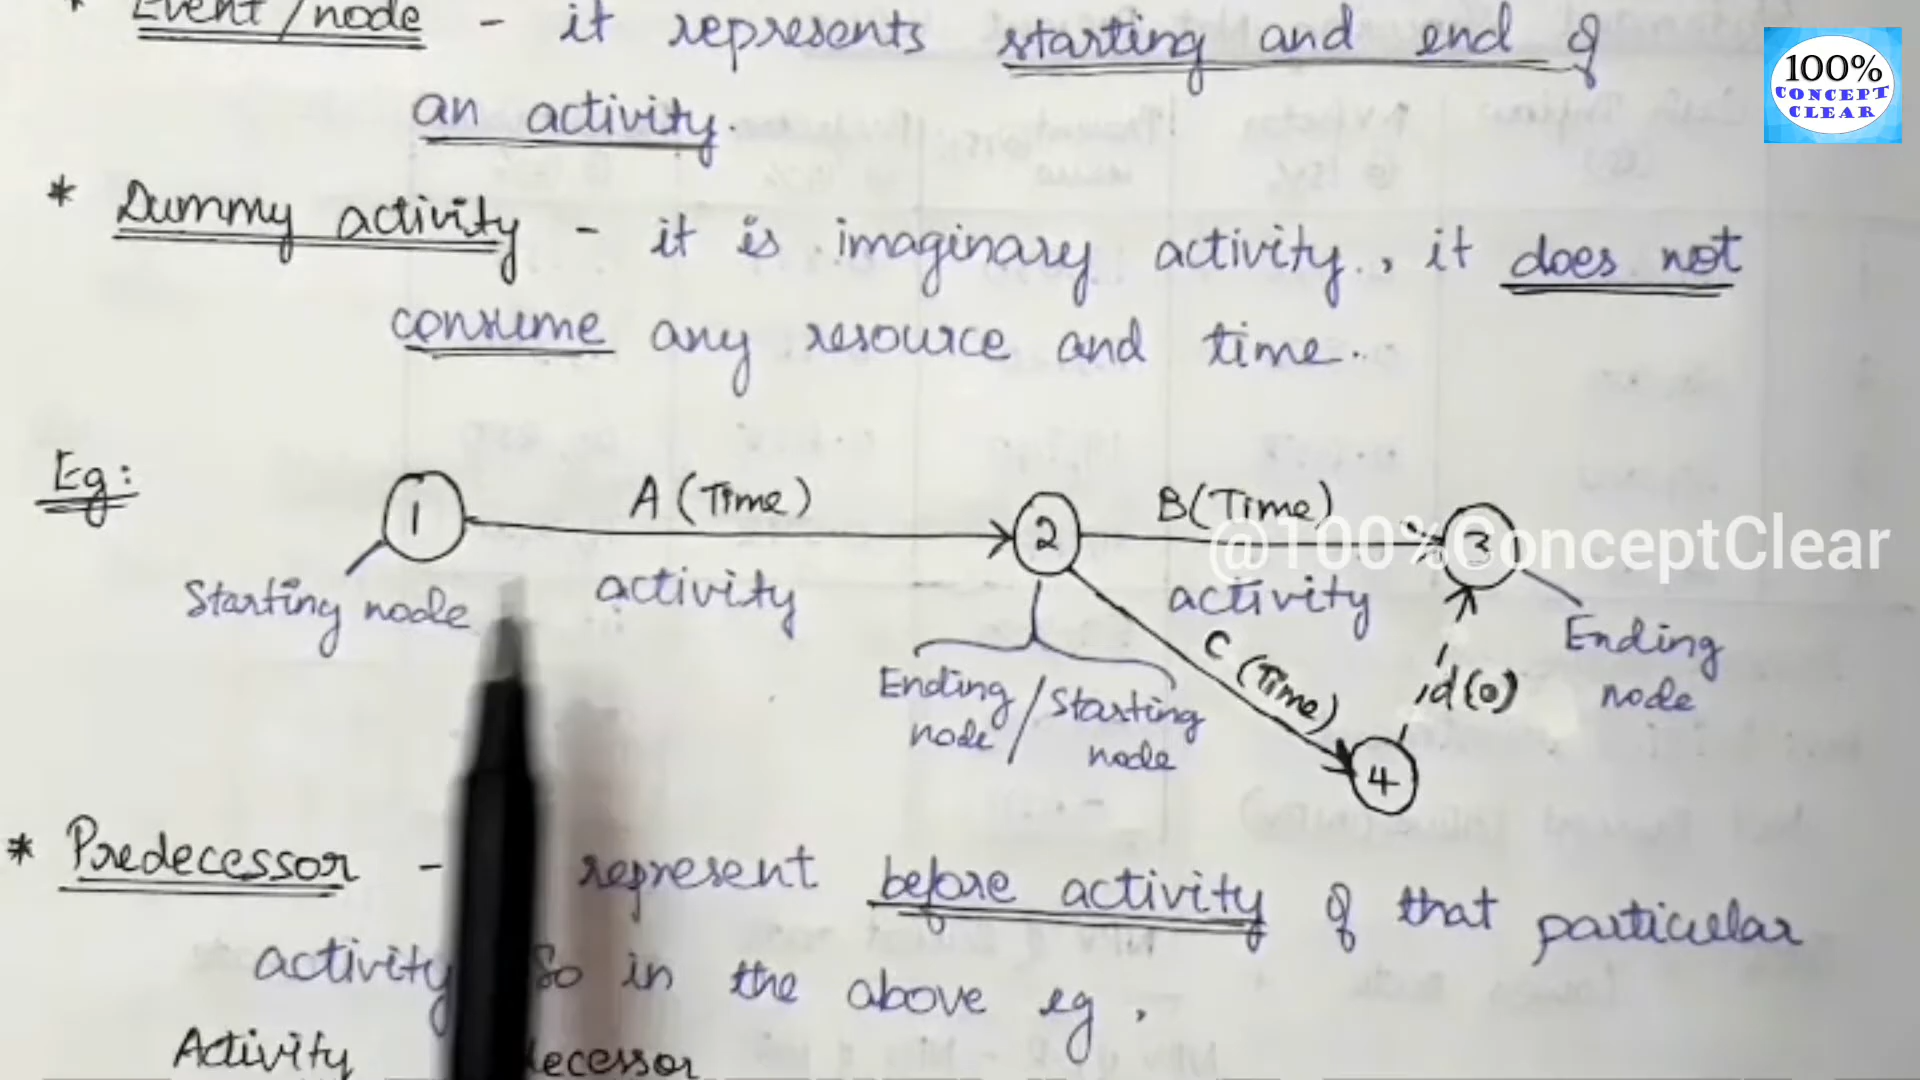 * Event/node - it represents starting and end of
an activity.
100%
CONCEPT
CLEAR
* Dummy activity - it is imaginary activity, it does not
consume any resource and time.
Eg:
1
A (Time)
2
B(Time)
3
@100%ConceptClear
Starting node
activity
activity
Ending node
C (Time)
d(0)
Ending node / Starting node
4
* Predecessor - represent before activity of that particular
activity So in the above eg,
Activity decessor